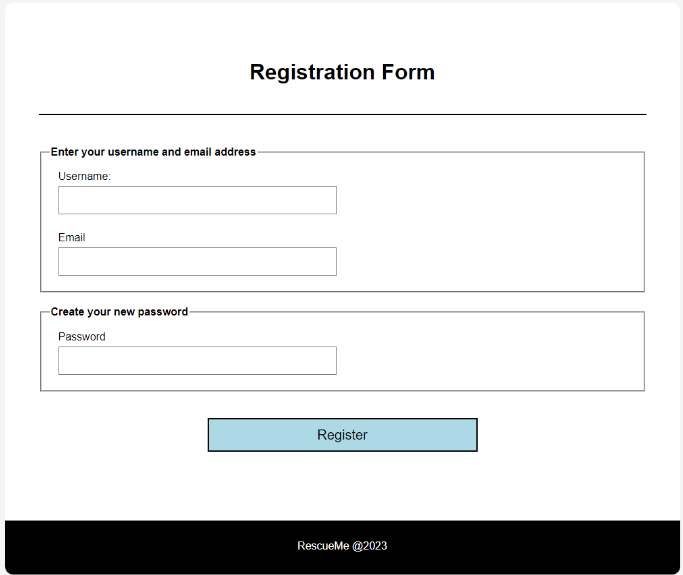 Registration Form
Enter your username and email address
Username:
Email
Create your new password
Password
Register
RescueMe @2023